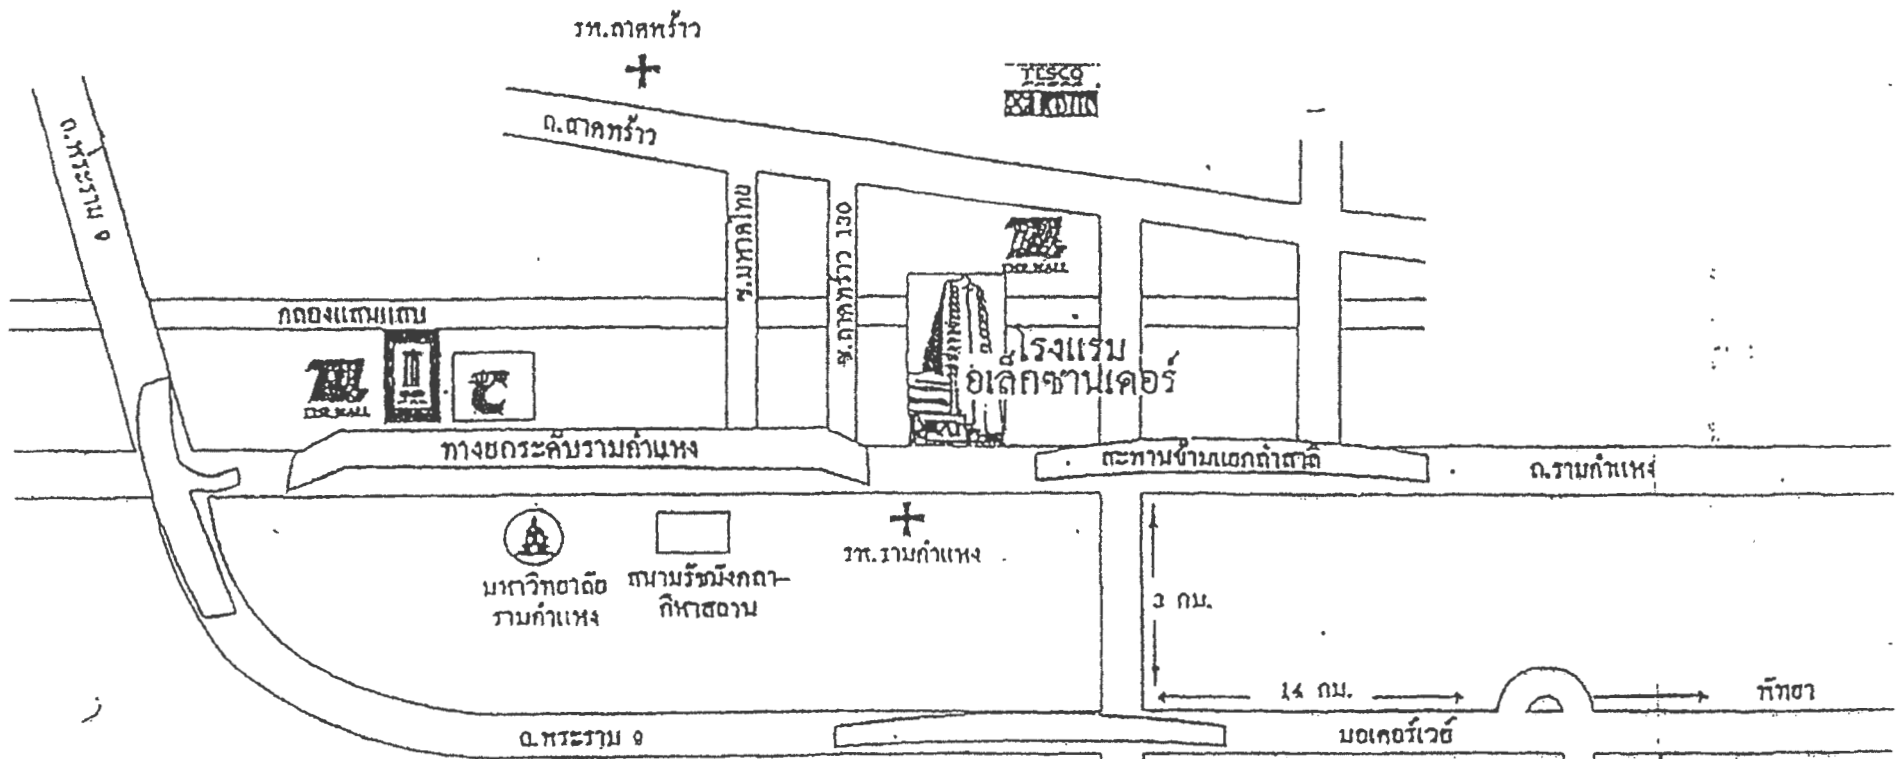 รพ.ลาดพร้าว
TESCO
ถ.ลาดพร้าว
ถ.พระราม 9
ซ.มหาดไทย
ซ.ลาดพร้าว 130
THE MALL
คลองแสนแสบ
โรงแรม
อเล็กซานเดอร์
THE MALL
ทางยกระดับรามคำแหง
สะพานข้ามแยกลำสาลี
ถ.รามคำแหง
รพ.รามคำแหง
มหาวิทยาลัย
รามคำแหง
สนามรัชมังคลา-
กีฬาสถาน
3 กม.
14 กม.
พัทยา
ถ.พระราม 9
มอเตอร์เวย์